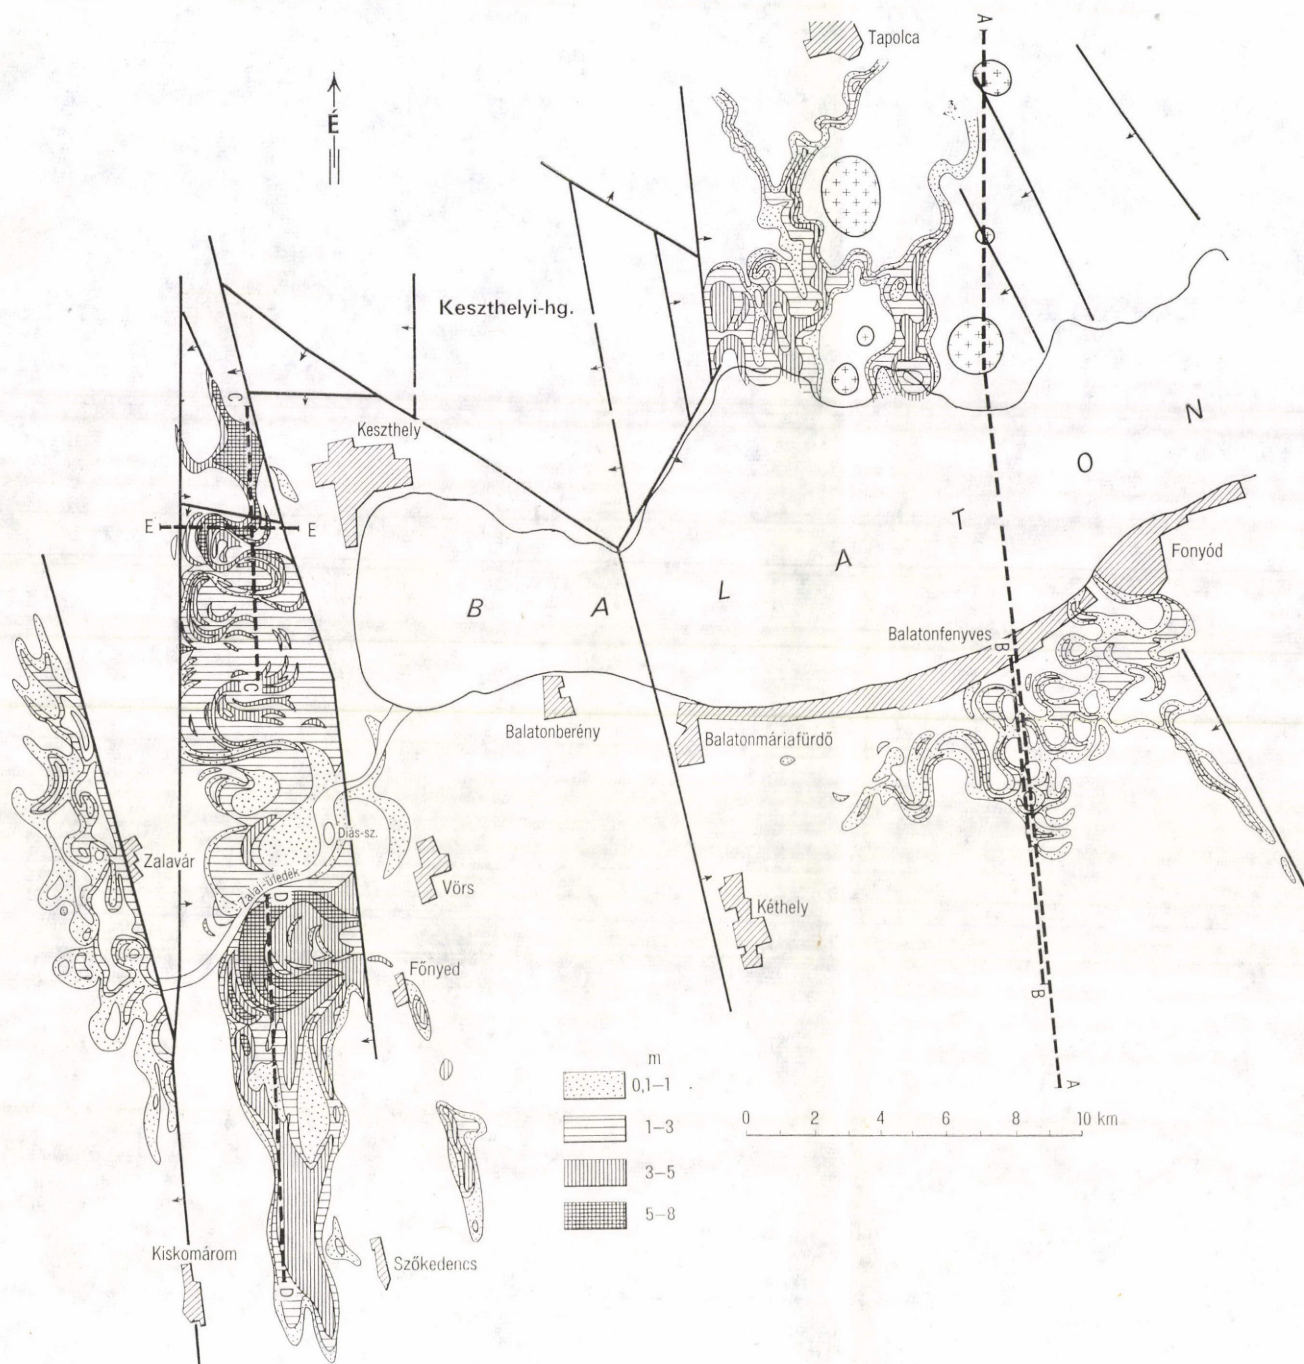 A
Tapolca
É
Keszthelyi-hg.
C
Keszthely
N
O
E
E
T
Fonyód
A
B
A
L
Balatonfenyves
B
C
Balatonberény
Balatonmáriafürdő
Diás-sz.
Zalavár
Vörs
Zalai-üledék
D
Kéthely
Főnyed
B
m
0,1–1
A
1–3
0 2 4 6 8 10 km
3–5
5–8
Kiskomárom
Szőkedencs
D